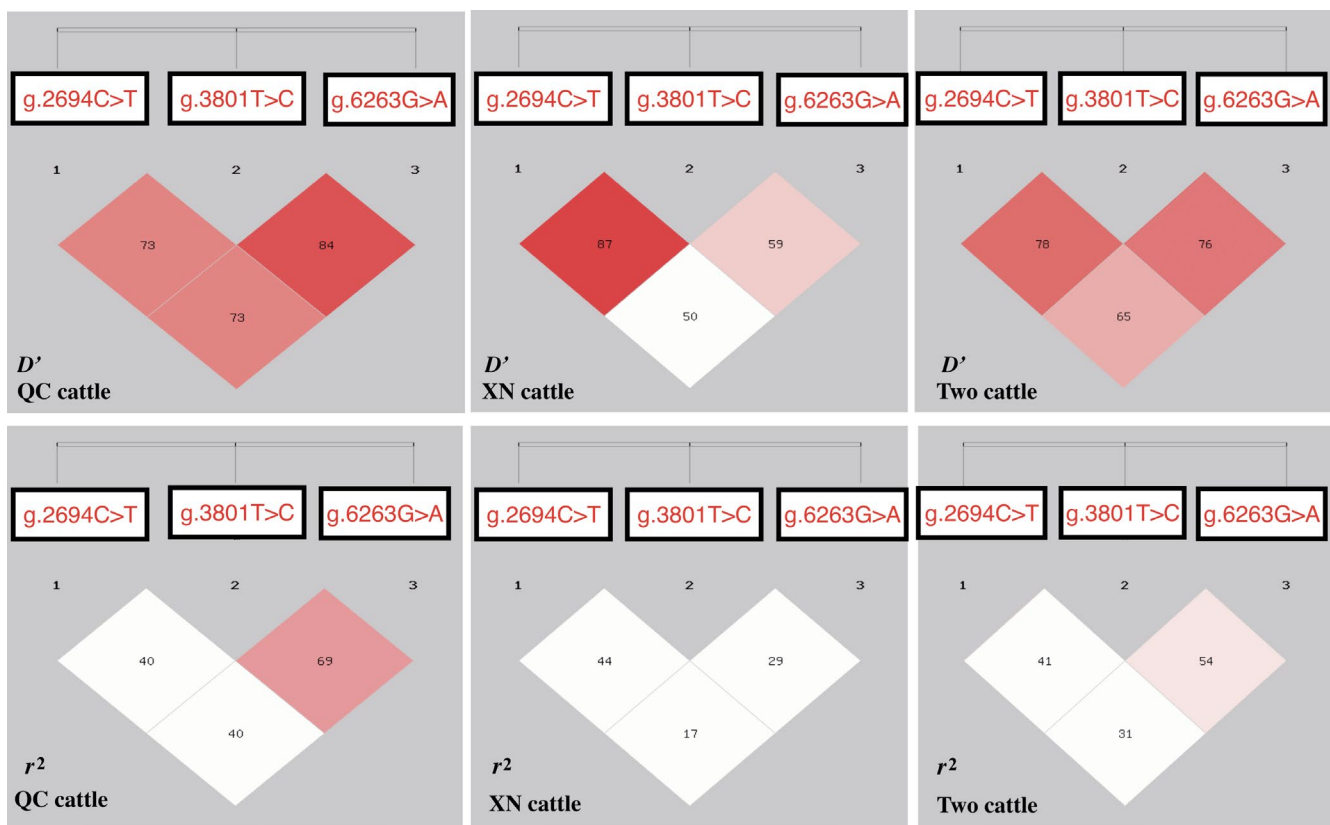 g.2694C>T g.3801T>C g.6263G>A
1 2 3
73 84
73
D’
QC cattle
g.2694C>T g.3801T>C g.6263G>A
1 2 3
87 59
50
D’
XN cattle
g.2694C>T g.3801T>C g.6263G>A
1 2 3
78 76
65
D’
Two cattle
g.2694C>T g.3801T>C g.6263G>A
1 2 3
40 69
40
r²
QC cattle
g.2694C>T g.3801T>C g.6263G>A
1 2 3
44 29
17
r²
XN cattle
g.2694C>T g.3801T>C g.6263G>A
1 2 3
41 54
31
r²
Two cattle